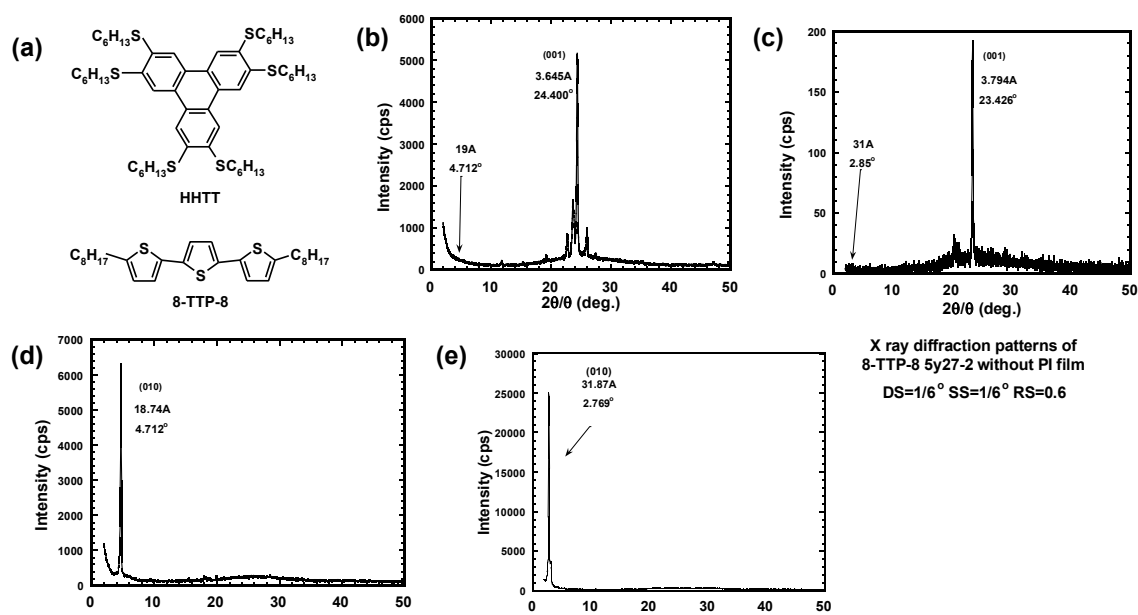 (a)
C6H13S
SC6H13
C6H13S
SC6H13
C6H13S
SC6H13
HHTT
C8H17
S
S
S
C8H17
8-TTP-8
(b)
6000
5000
4000
3000
2000
1000
0
Intensity (cps)
(001)
3.645A
24.400°
19A
4.712°
0 10 20 30 40 50
2θ/θ (deg.)
(c)
200
150
100
50
0
Intensity (cps)
(001)
3.794A
23.426°
31A
2.85°
0 10 20 30 40 50
2θ/θ (deg.)
X ray diffraction patterns of
8-TTP-8 5y27-2 without PI film
DS=1/6° SS=1/6° RS=0.6
(d)
7000
6000
5000
4000
3000
2000
1000
0
Intensity (cps)
(010)
18.74A
4.712°
0 10 20 30 40 50
(e)
30000
25000
20000
15000
10000
5000
0
Intensity (cps)
(010)
31.87A
2.769°
0 10 20 30 40 50